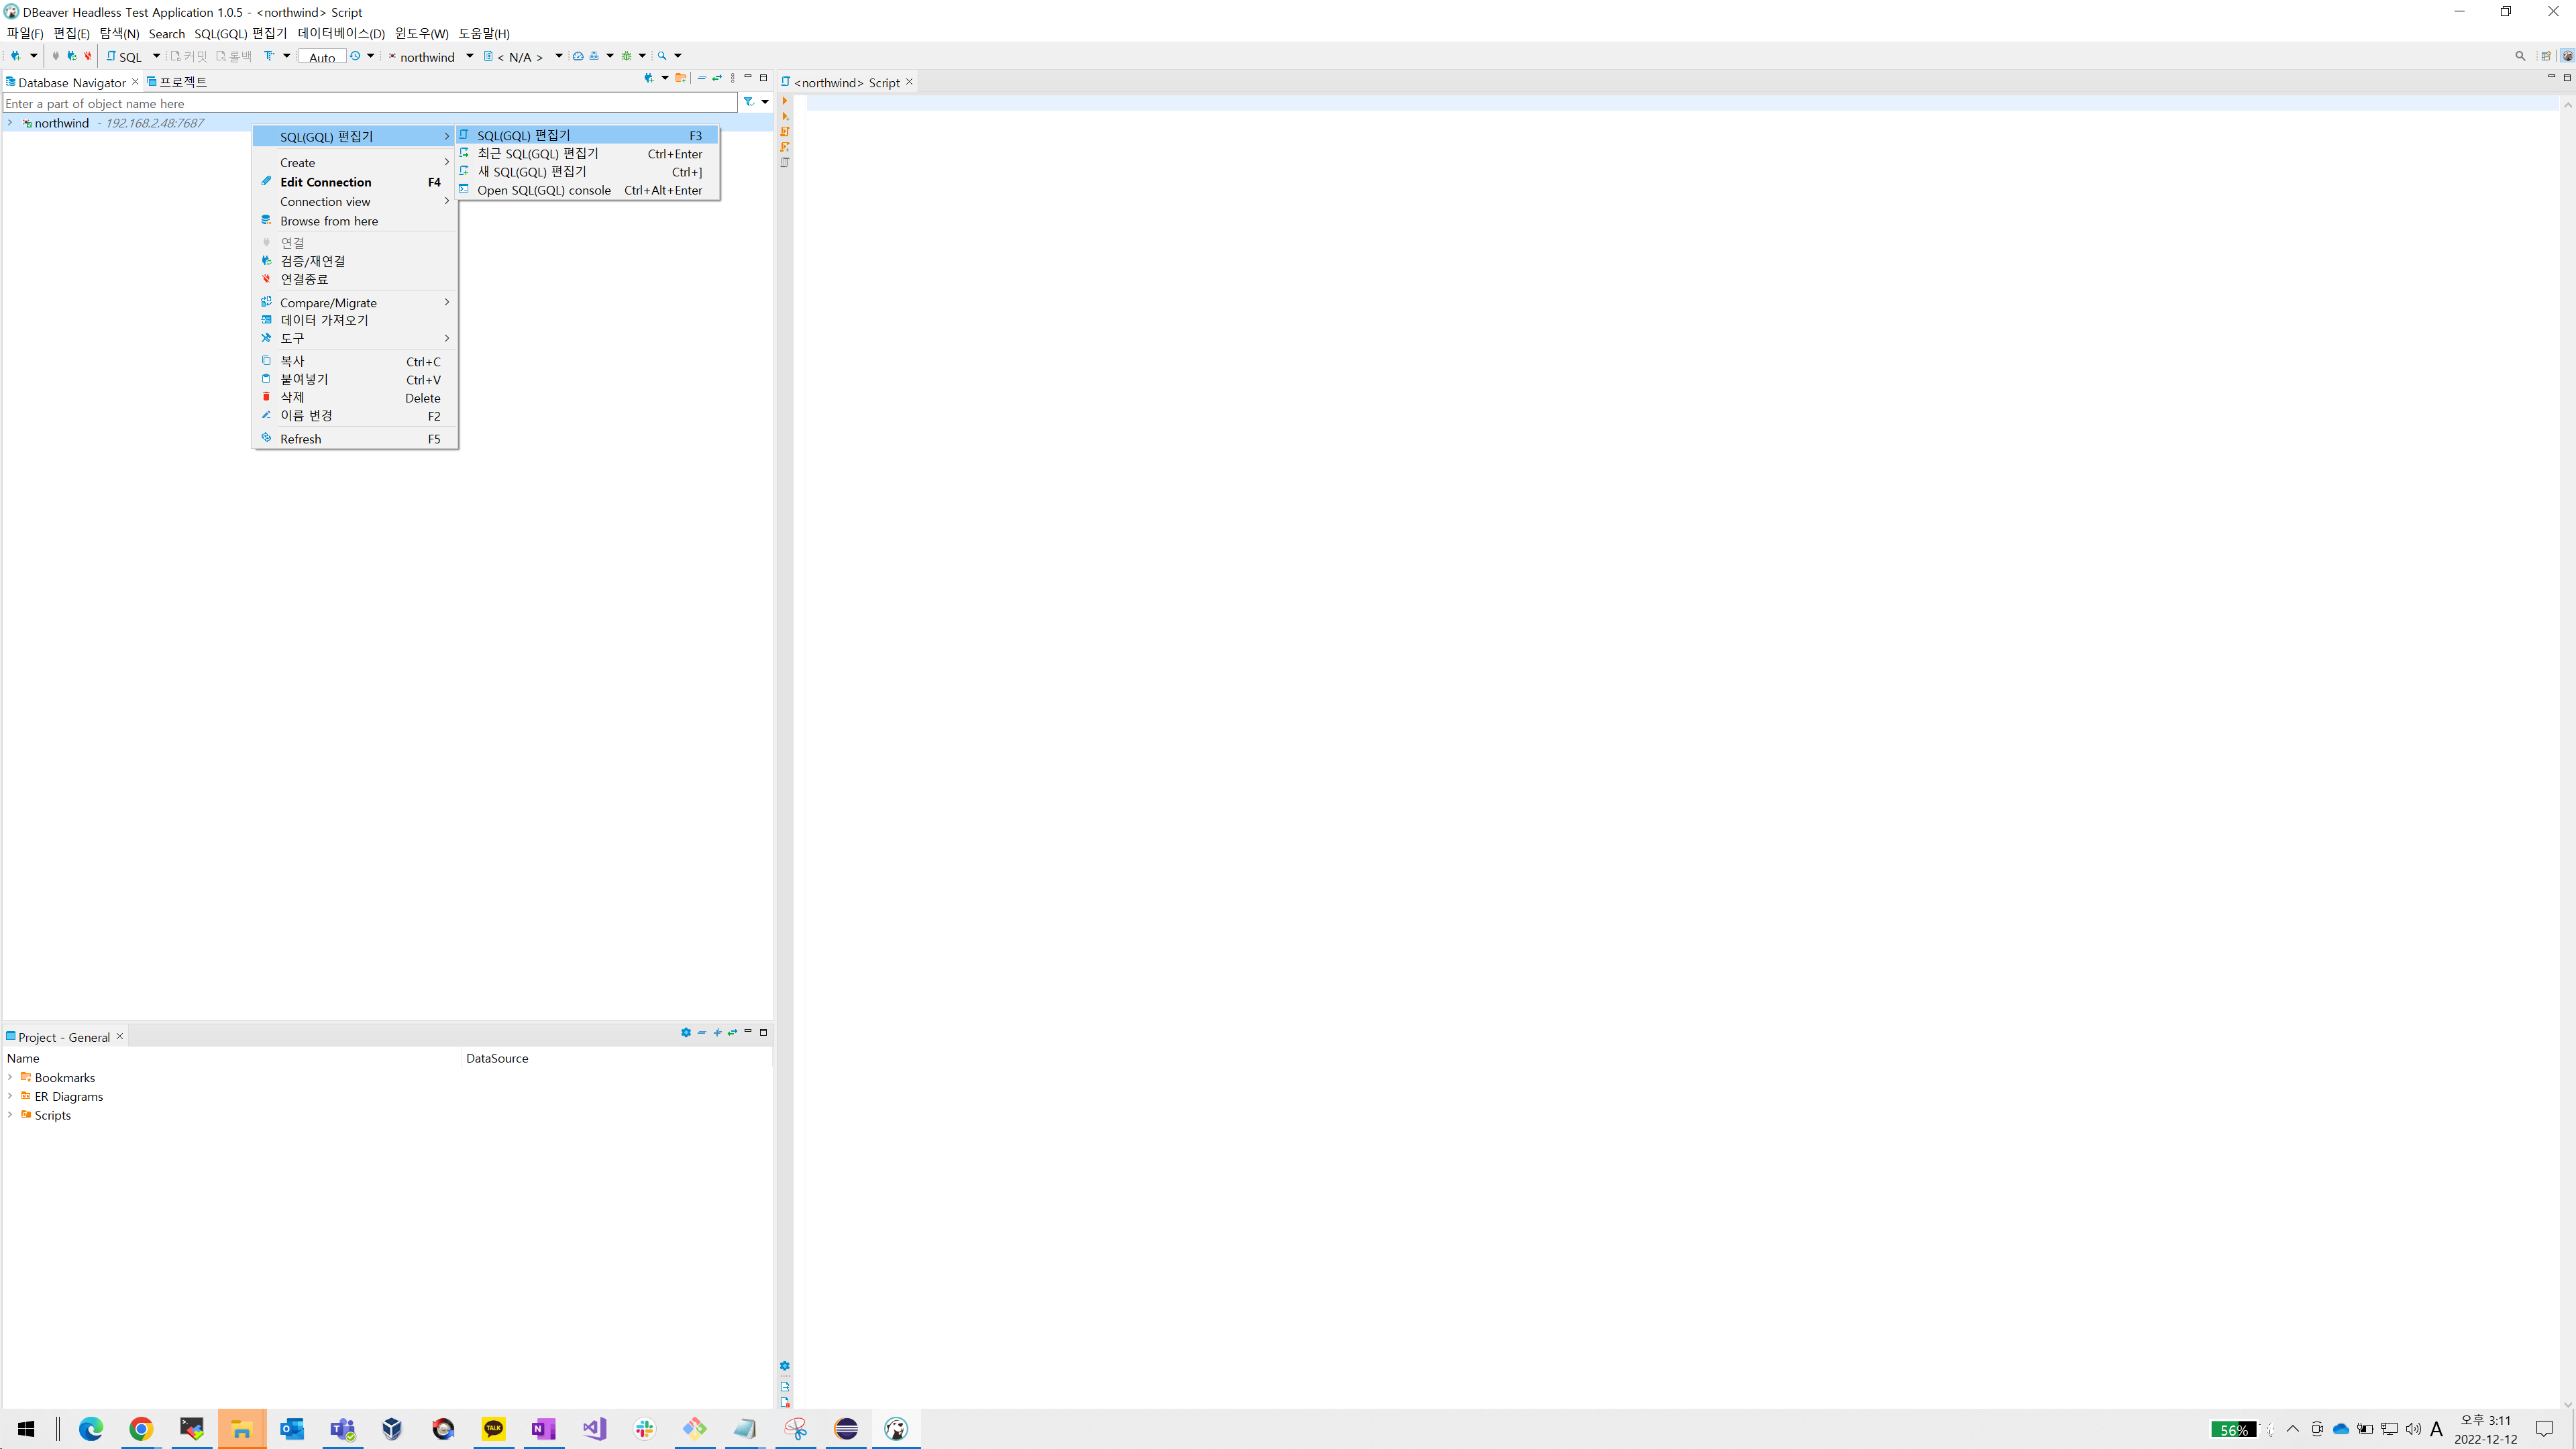 DBeaver Headless Test Application 1.0.5 - <northwind> Script
파일(F) 편집(E) 탐색(N) Search SQL(GQL) 편집기 데이터베이스(D) 윈도우(W) 도움말(H)
SQL 커밋 롤백 Auto northwind < N/A >
Database Navigator 프로젝트
<northwind> Script
Enter a part of object name here
northwind - 192.168.2.48:7687
SQL(GQL) 편집기
Create
Edit Connection F4
Connection view
Browse from here
연결
검증/재연결
연결종료
Compare/Migrate
데이터 가져오기
도구
복사 Ctrl+C
붙여넣기 Ctrl+V
삭제 Delete
이름 변경 F2
Refresh F5
SQL(GQL) 편집기 F3
최근 SQL(GQL) 편집기 Ctrl+Enter
새 SQL(GQL) 편집기 Ctrl+]
Open SQL(GQL) console Ctrl+Alt+Enter
Project - General
Name DataSource
Bookmarks
ER Diagrams
Scripts
TALK
56%
A
오후 3:11
2022-12-12